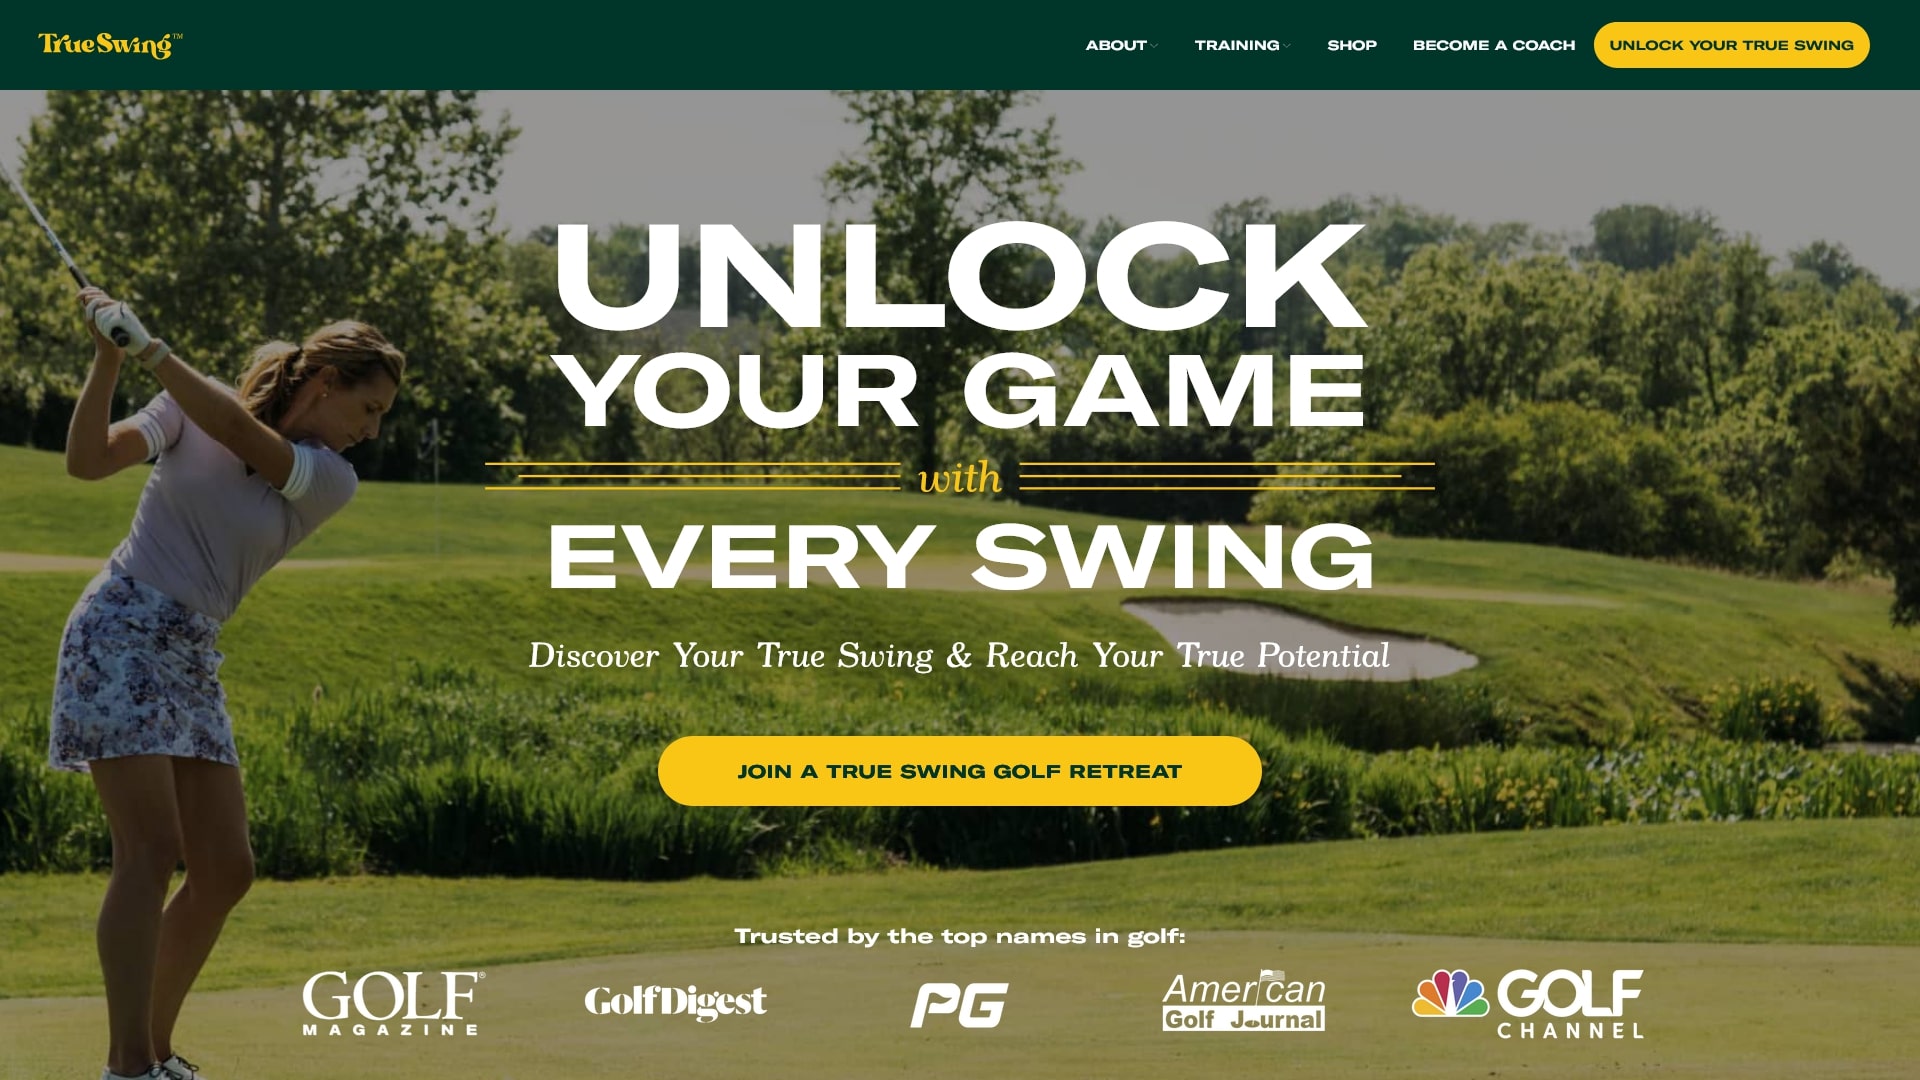 TrueSwing™
ABOUT
TRAINING
SHOP
BECOME A COACH
UNLOCK YOUR TRUE SWING
UNLOCK
YOUR GAME
with
EVERY SWING
Discover Your True Swing & Reach Your True Potential
JOIN A TRUE SWING GOLF RETREAT
Trusted by the top names in golf:
GOLF®
MAGAZINE
GolfDigest
PG
American
Golf Journal
GOLF
CHANNEL